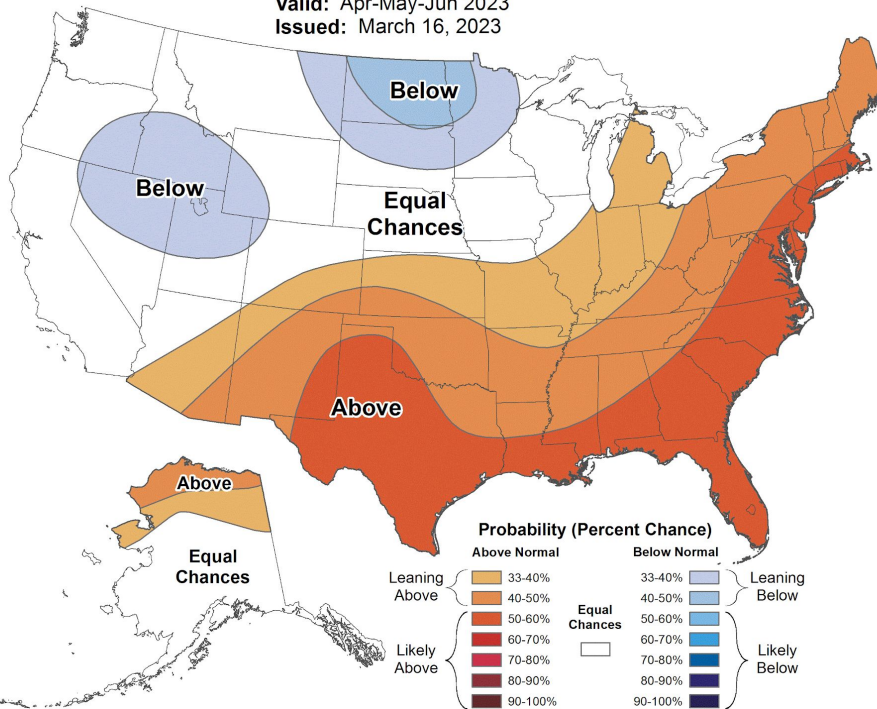 Valid: Apr-May-Jun 2023
Issued: March 16, 2023
Below
Below
Equal
Chances
Above
Above
Equal
Chances
Probability (Percent Chance)
Above Normal
Below Normal
Leaning
Above
33-40%
40-50%
Likely
Above
50-60%
60-70%
70-80%
80-90%
90-100%
Equal
Chances
33-40%
40-50%
Leaning
Below
50-60%
60-70%
70-80%
80-90%
90-100%
Likely
Below